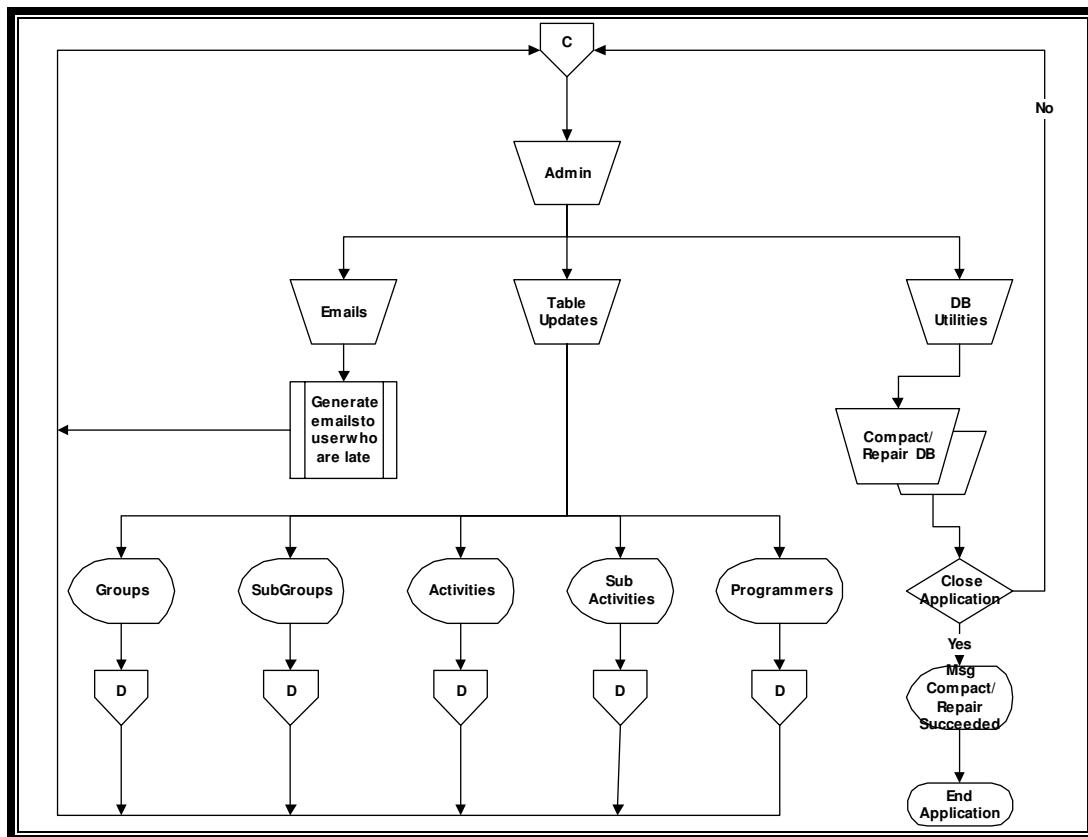 C
No
Admin
Emails
Table
Updates
DB
Utilities
Generate
emailsto
userwho
are late
Compact/
Repair DB
Groups
SubGroups
Activities
Sub
Activities
Programmers
Close
Application
Yes
D
D
D
D
D
Msg
Compact/
Repair
Succeeded
End
Application